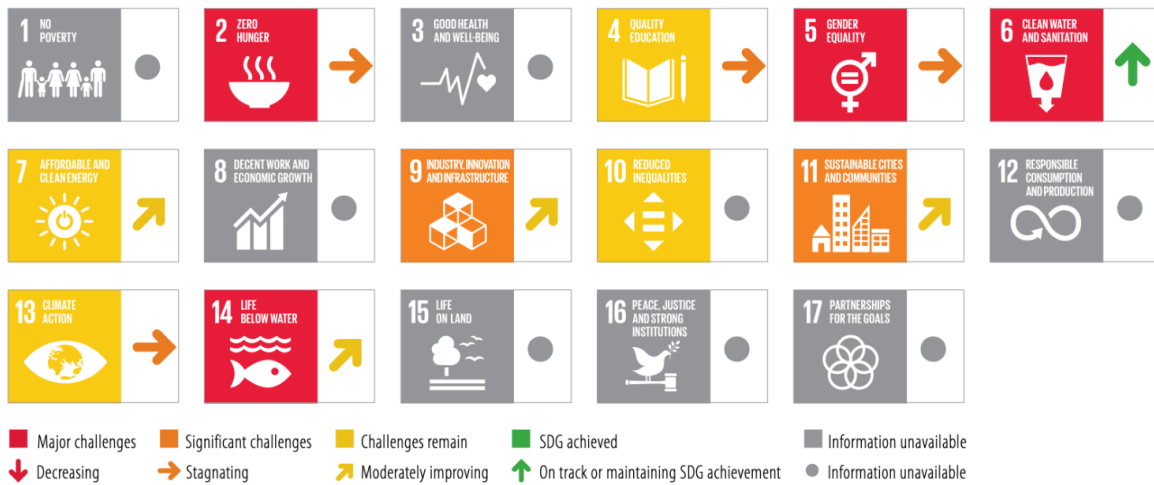 1 NO POVERTY
2 ZERO HUNGER
3 GOOD HEALTH AND WELL-BEING
4 QUALITY EDUCATION
5 GENDER EQUALITY
6 CLEAN WATER AND SANITATION
7 AFFORDABLE AND CLEAN ENERGY
8 DECENT WORK AND ECONOMIC GROWTH
9 INDUSTRY, INNOVATION AND INFRASTRUCTURE
10 REDUCED INEQUALITIES
11 SUSTAINABLE CITIES AND COMMUNITIES
12 RESPONSIBLE CONSUMPTION AND PRODUCTION
13 CLIMATE ACTION
14 LIFE BELOW WATER
15 LIFE ON LAND
16 PEACE, JUSTICE AND STRONG INSTITUTIONS
17 PARTNERSHIPS FOR THE GOALS
Major challenges Significant challenges Challenges remain SDG achieved Information unavailable
Decreasing Stagnating Moderately improving On track or maintaining SDG achievement Information unavailable